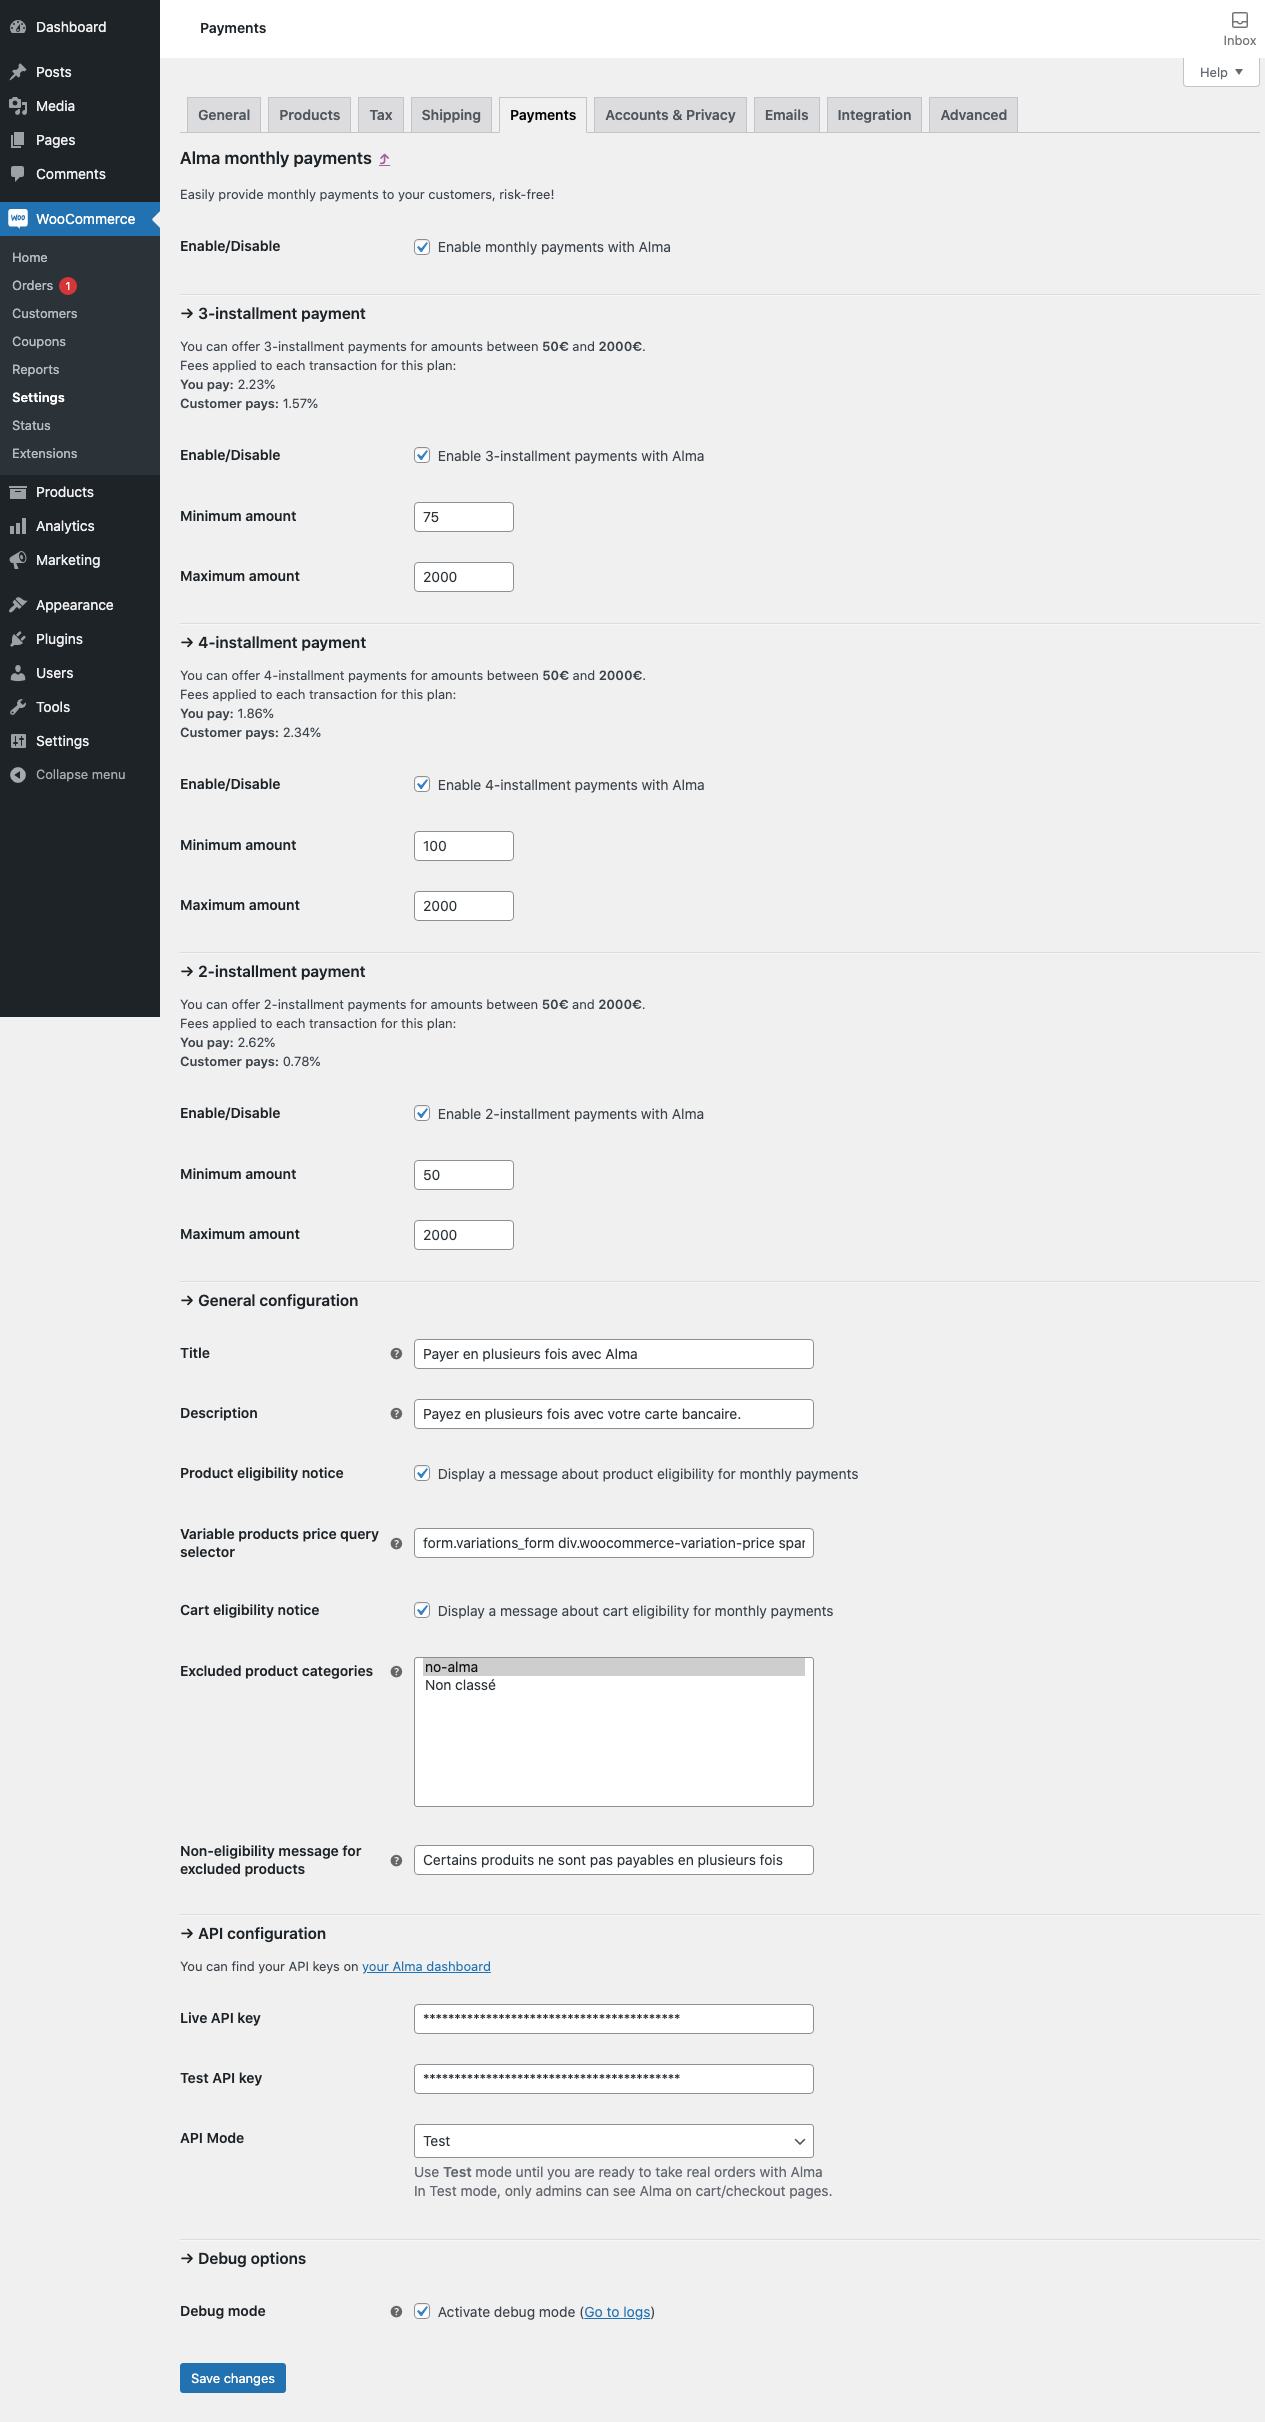 Dashboard
Posts
Media
Pages
Comments
WooCommerce
Home
Orders 1
Customers
Coupons
Reports
Settings
Status
Extensions
Products
Analytics
Marketing
Appearance
Plugins
Users
Tools
Settings
Collapse menu
Payments
Inbox
Help
General Products Tax Shipping Payments Accounts & Privacy Emails Integration Advanced
Alma monthly payments
Easily provide monthly payments to your customers, risk-free!
Enable/Disable Enable monthly payments with Alma
→ 3-installment payment
You can offer 3-installment payments for amounts between 50€ and 2000€.
Fees applied to each transaction for this plan:
You pay: 2.23%
Customer pays: 1.57%
Enable/Disable Enable 3-installment payments with Alma
Minimum amount 75
Maximum amount 2000
→ 4-installment payment
You can offer 4-installment payments for amounts between 50€ and 2000€.
Fees applied to each transaction for this plan:
You pay: 1.86%
Customer pays: 2.34%
Enable/Disable Enable 4-installment payments with Alma
Minimum amount 100
Maximum amount 2000
→ 2-installment payment
You can offer 2-installment payments for amounts between 50€ and 2000€.
Fees applied to each transaction for this plan:
You pay: 2.62%
Customer pays: 0.78%
Enable/Disable Enable 2-installment payments with Alma
Minimum amount 50
Maximum amount 2000
→ General configuration
Title Payer en plusieurs fois avec Alma
Description Payez en plusieurs fois avec votre carte bancaire.
Product eligibility notice Display a message about product eligibility for monthly payments
Variable products price query selector form.variations_form div.woocommerce-variation-price span
Cart eligibility notice Display a message about cart eligibility for monthly payments
Excluded product categories no-alma
Non classé
Non-eligibility message for excluded products Certains produits ne sont pas payables en plusieurs fois
→ API configuration
You can find your API keys on your Alma dashboard
Live API key *****************************************
Test API key *****************************************
API Mode Test
Use Test mode until you are ready to take real orders with Alma
In Test mode, only admins can see Alma on cart/checkout pages.
→ Debug options
Debug mode Activate debug mode (Go to logs)
Save changes